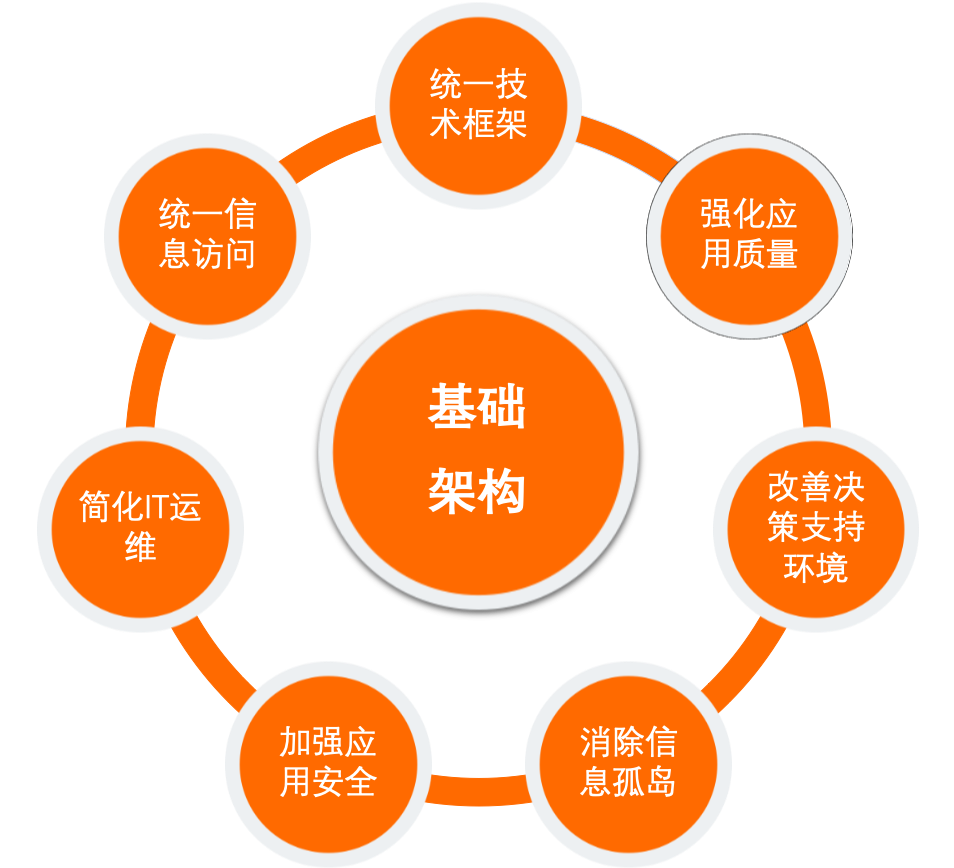 统一技
术框架
强化应
用质量
改善决
策支持
环境
消除信
息孤岛
加强应
用安全
简化IT运
维
统一信
息访问
基础
架构